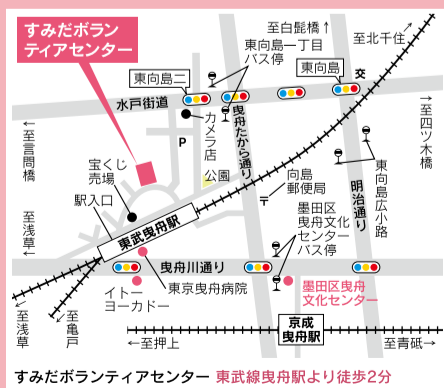 すみだボラン
ティアセンター
至白髭橋↑
至北千住
東向島一丁目
バス停
東向島二
東向島
交
水戸街道
カメラ店
P
曳舟たから通り
←至言問橋
→至四ツ木橋
宝くじ
売場
公園
向島
郵便局
〒
明治通り
東向島広小路
駅入口
墨田区
曳舟文化
センター
バス停
←至浅草
東武曳舟駅
曳舟川通り
イトー
ヨーカドー
東京曳舟病院
墨田区曳舟
文化センター
至浅草
至亀戸
京成
曳舟駅
←至押上
→至青砥
すみだボランティアセンター 東武線曳舟駅より徒歩2分